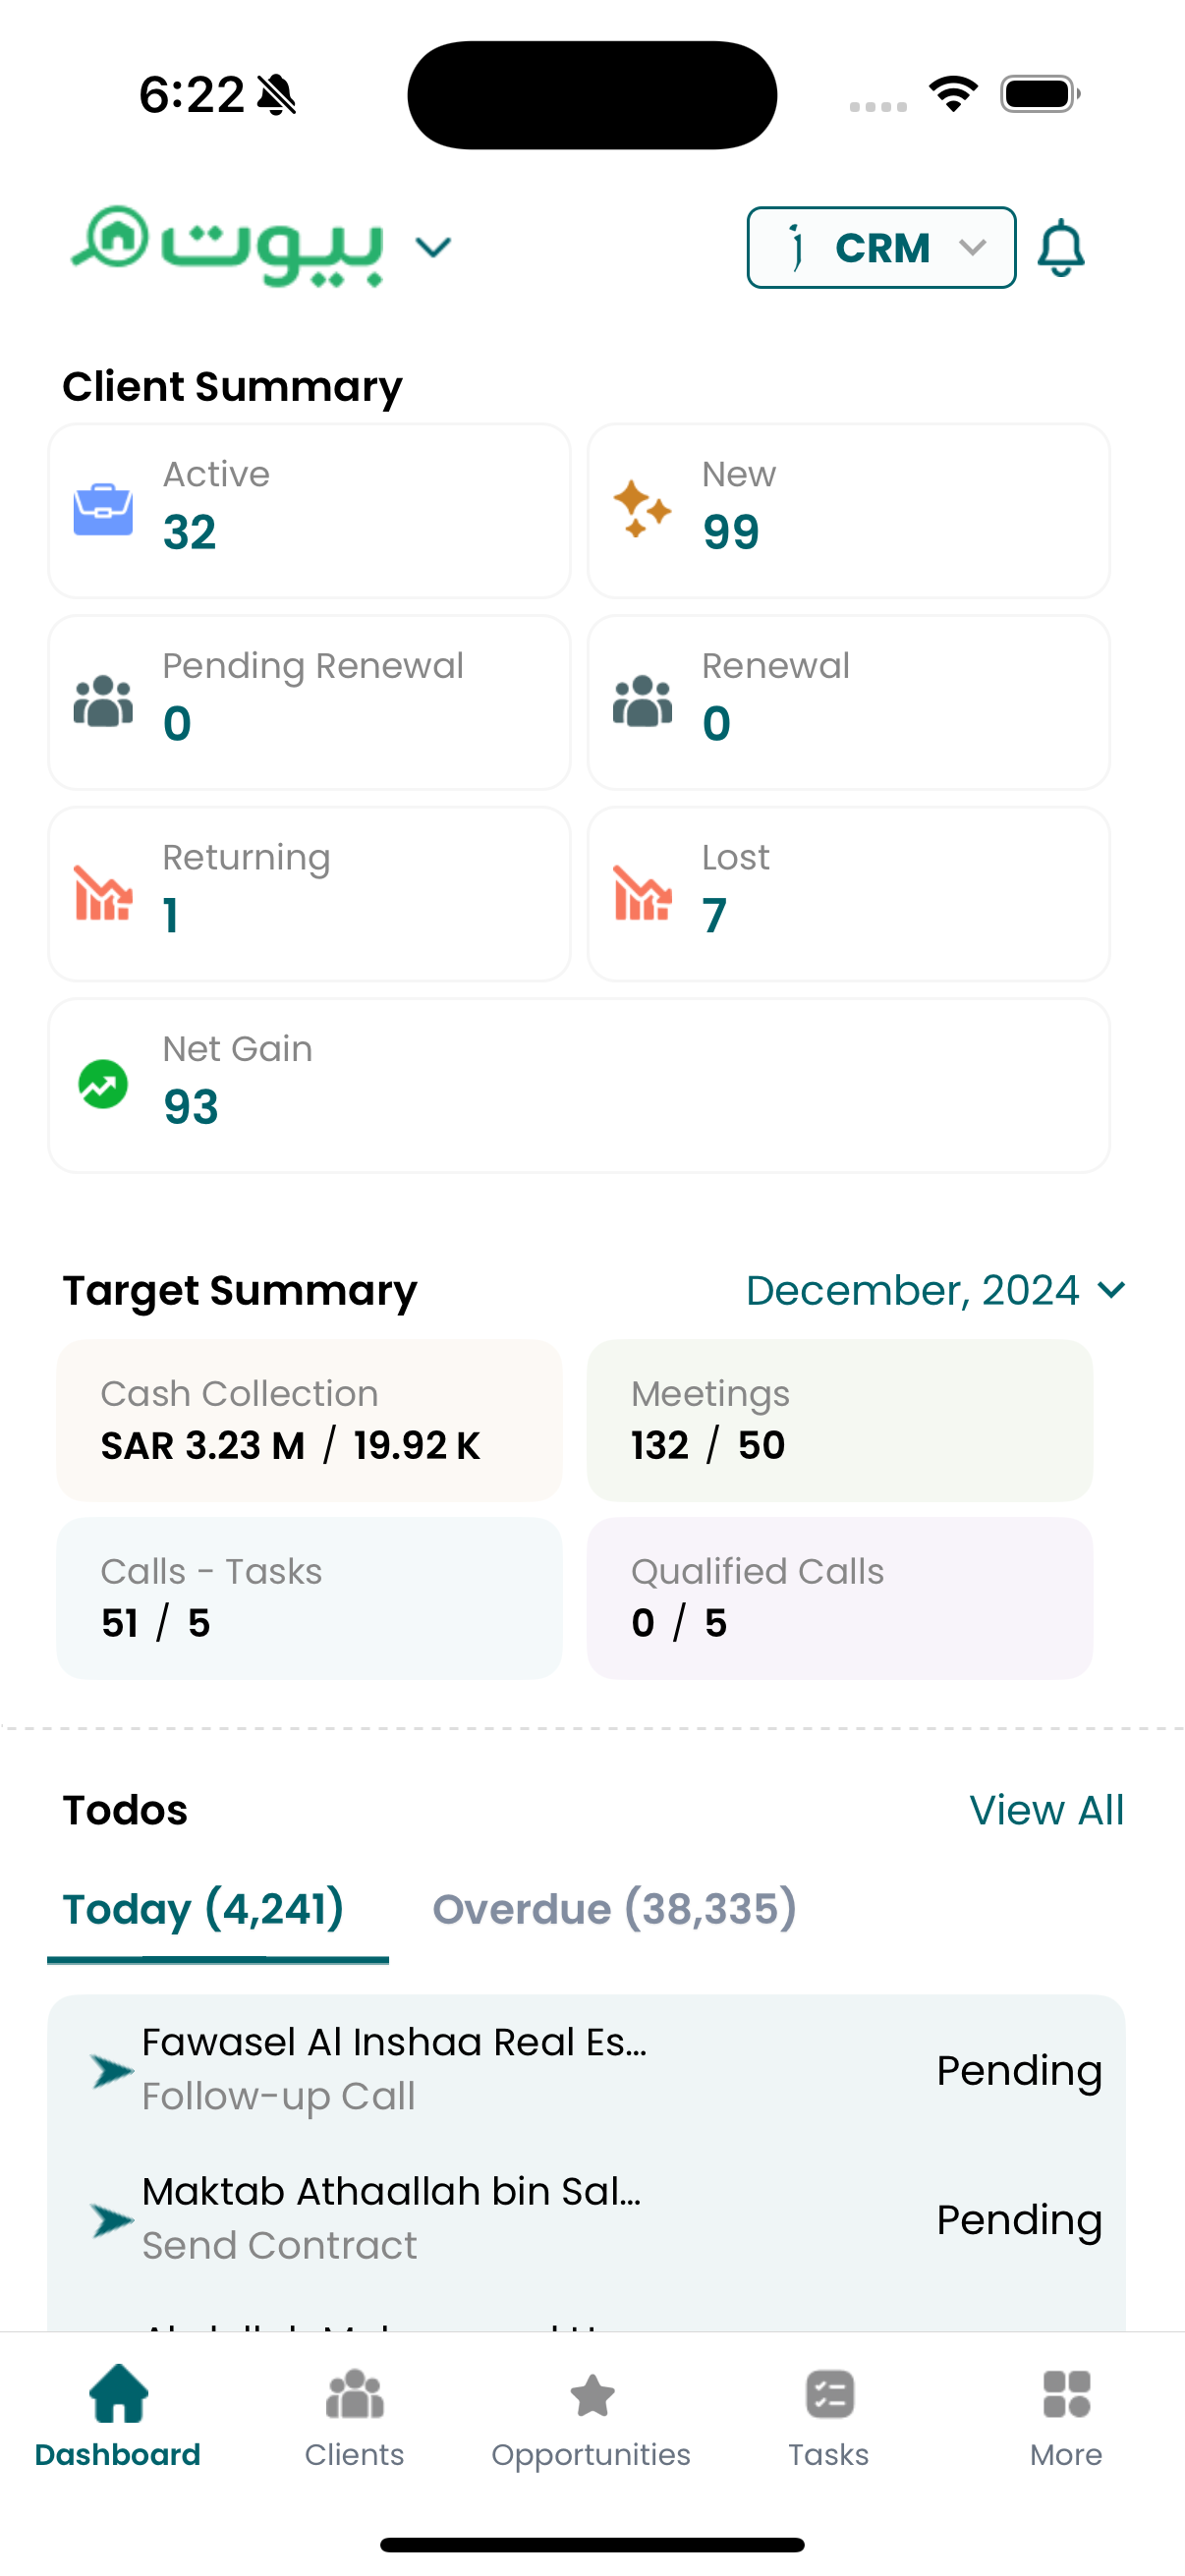 6:22
بيوت
CRM
Client Summary
Active
32
New
99
Pending Renewal
0
Renewal
0
Returning
1
Lost
7
Net Gain
93
Target Summary
December, 2024
Cash Collection
SAR 3.23 M / 19.92 K
Meetings
132 / 50
Calls - Tasks
51 / 5
Qualified Calls
0 / 5
Todos
View All
Today (4,241)
Overdue (38,335)
Fawasel Al Inshaa Real Es...
Follow-up Call
Pending
Maktab Athaallah bin Sal...
Send Contract
Pending
Dashboard
Clients
Opportunities
Tasks
More